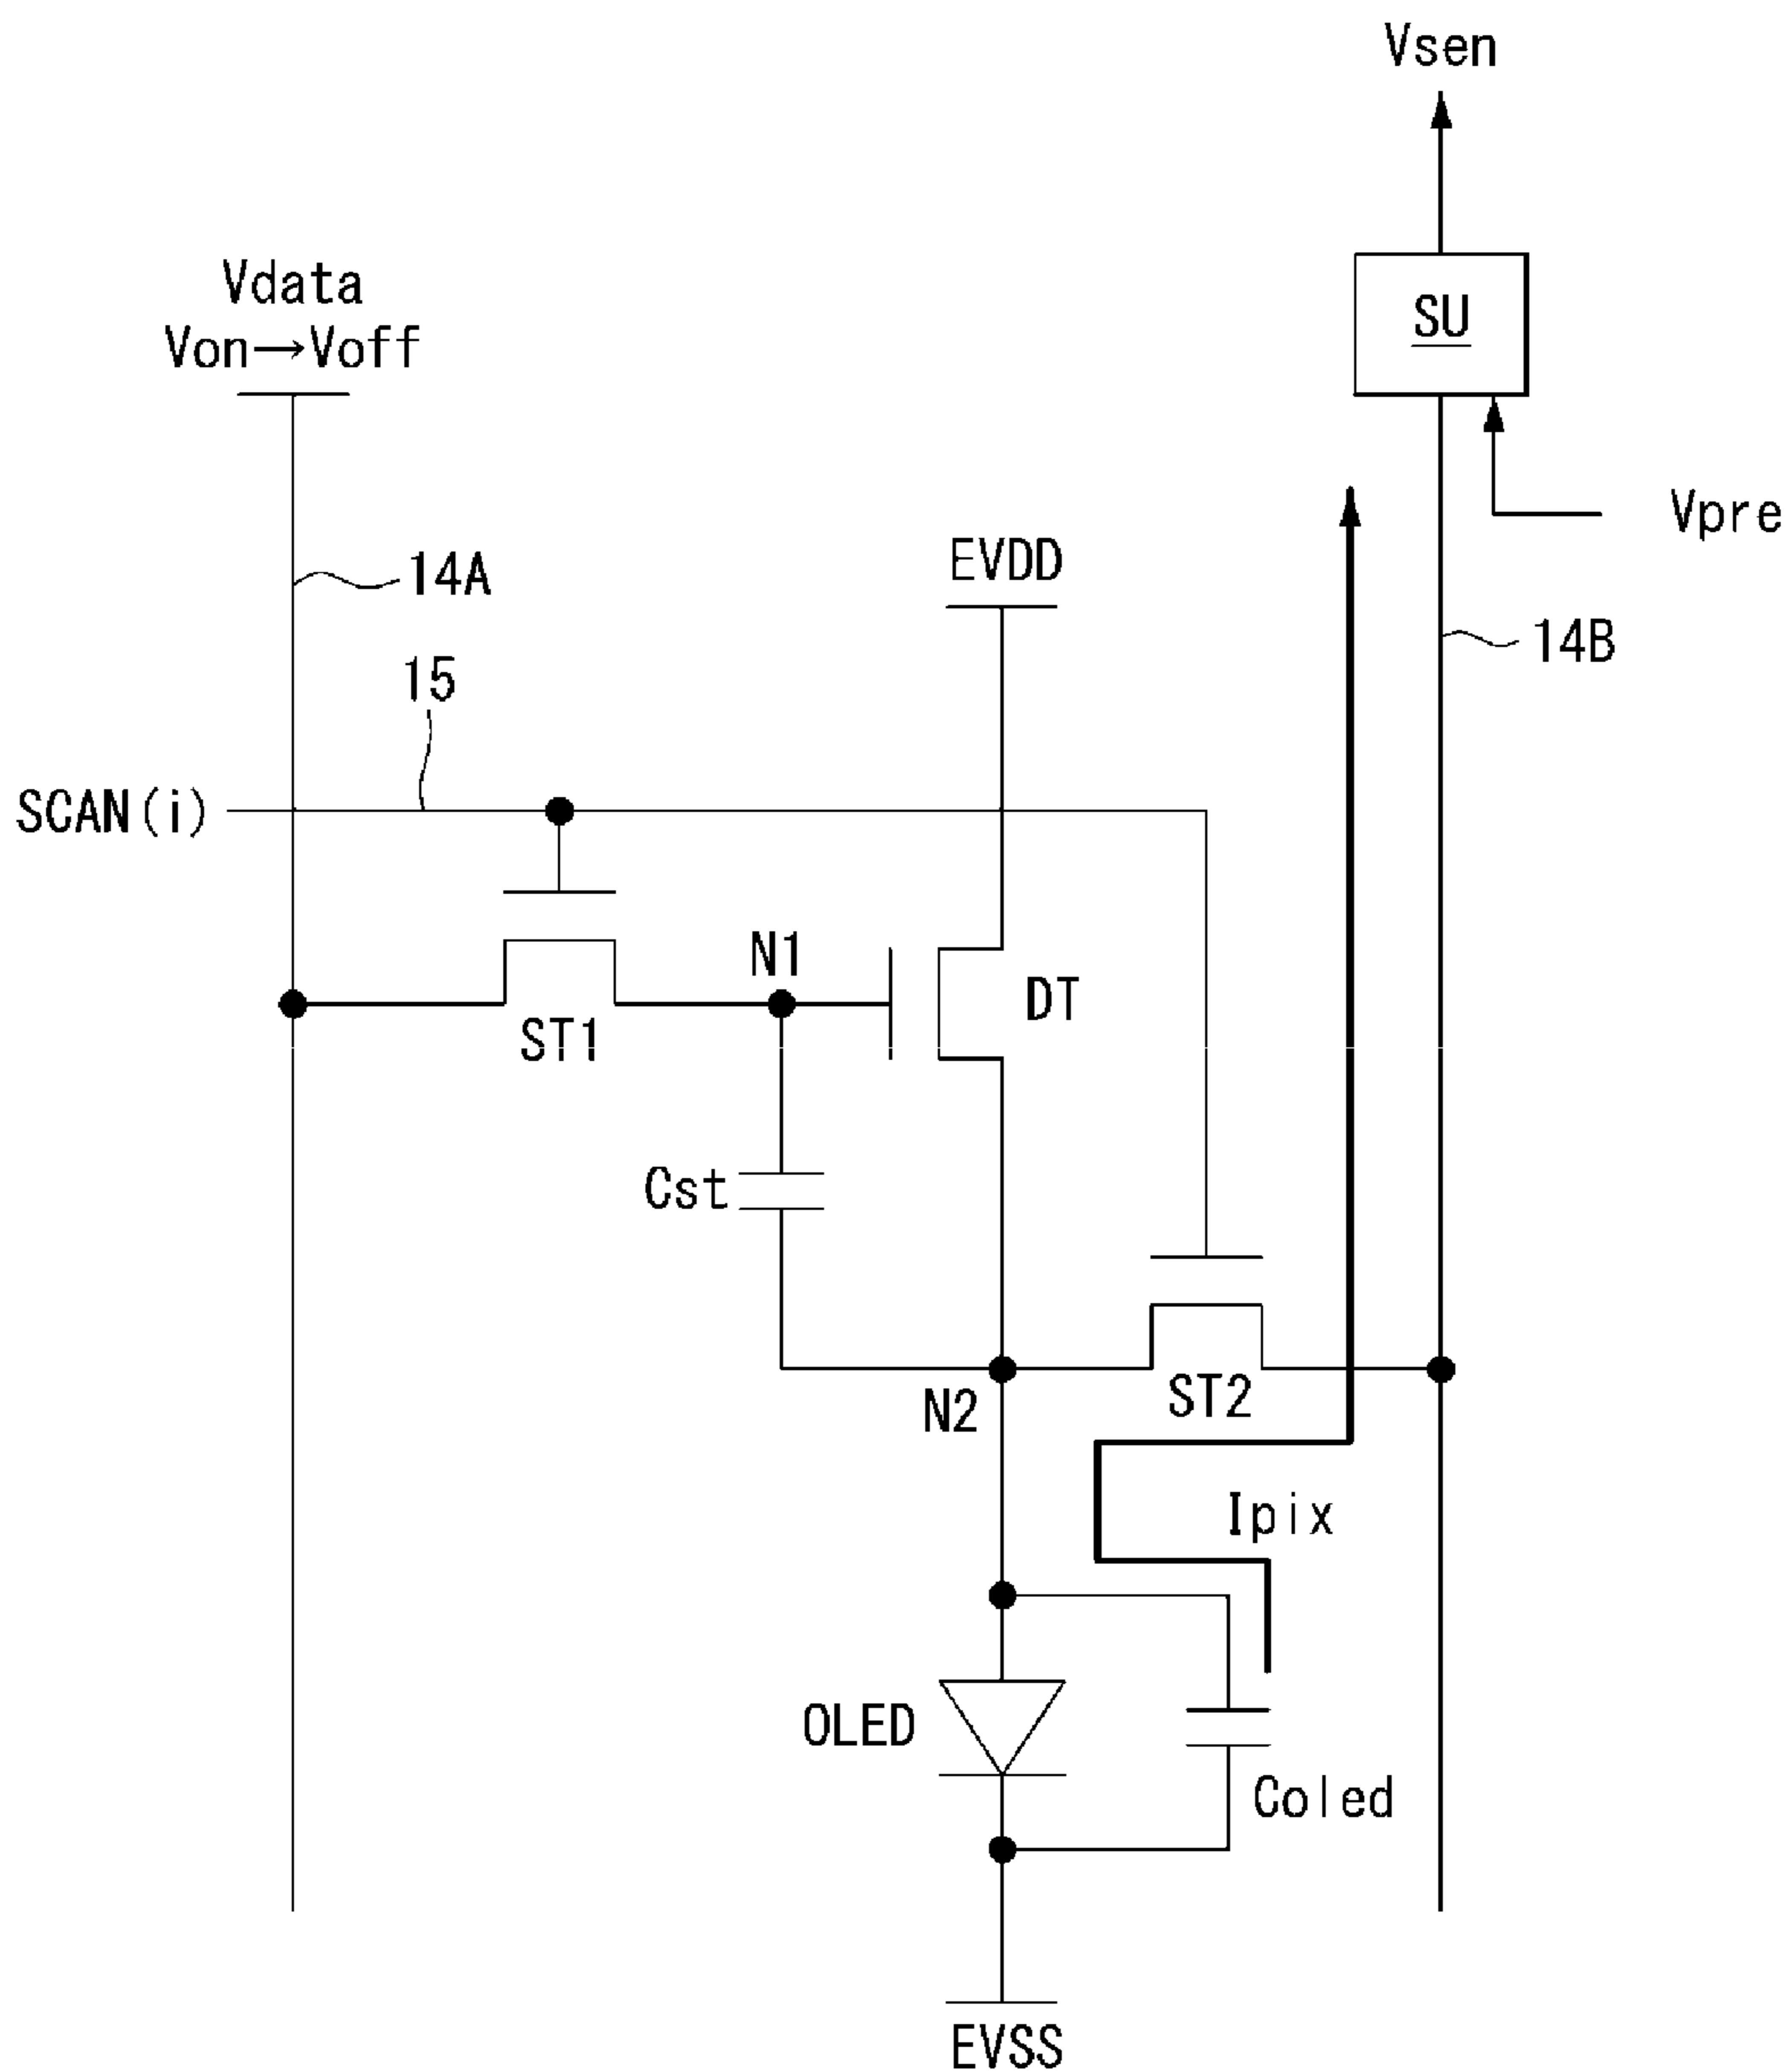 Vsen
Vdata
Von→Voff
SU
Vpre
EVDD
14A
14B
15
SCAN(i)
N1
DT
ST1
Cst
N2
ST2
Ipix
OLED
Coled
EVSS